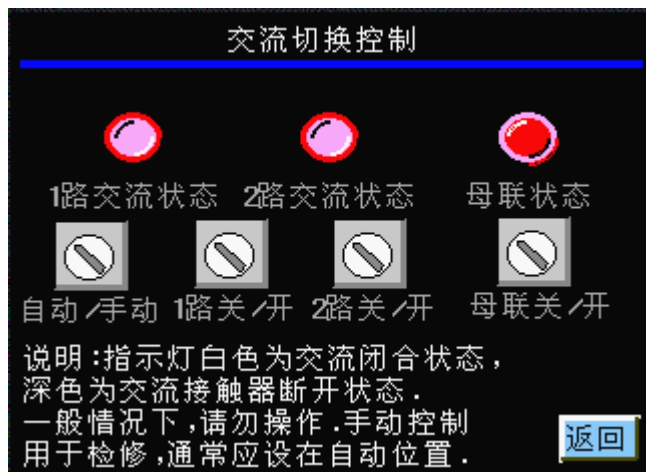 交流切换控制
1路交流状态 2路交流状态 母联状态
自动/手动 1路关/开 2路关/开 母联关/开
说明:指示灯白色为交流闭合状态,
深色为交流接触器断开状态.
一般情况下,请勿操作.手动控制
用于检修,通常应设在自动位置.
返回